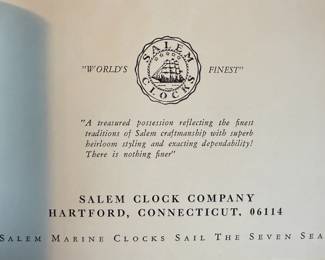 SALEM
"WORLD'S FINEST"
CLOCKS
"A treasured possession reflecting the finest
traditions of Salem craftsmanship with superb
heirloom styling and exacting dependability!
There is nothing finer"
SALEM CLOCK COMPANY
HARTFORD, CONNECTICUT, 06114
SALEM MARINE CLOCKS SAIL THE SEVEN SEA